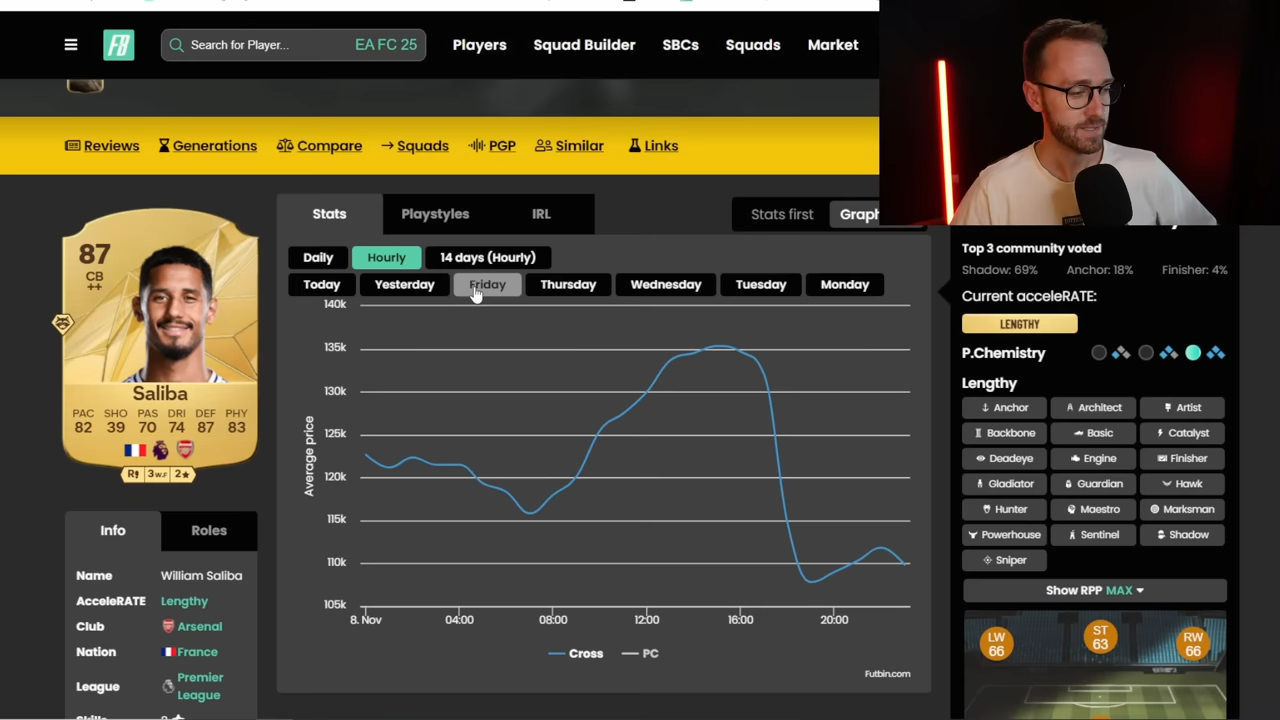 Search for Player...
EA FC 25
Players
Squad Builder
SBCs
Squads
Market
Reviews
Generations
Compare
Squads
PGP
Similar
Links
87
CB
++
Saliba
PAC SHO PAS DRI DEF PHY
82 39 70 74 87 83
R 3 W.F 2★
Info
Roles
Name William Saliba
AcceleRATE Lengthy
Club Arsenal
Nation France
League Premier
League
Stats
Playstyles
IRL
Stats first
Graph
Daily
Hourly
14 days (Hourly)
Today
Yesterday
Friday
Thursday
Wednesday
Tuesday
Monday
Average price
140k
135k
130k
125k
120k
115k
110k
105k
8. Nov 04:00 08:00 12:00 16:00 20:00
Cross PC
Futbin.com
Top 3 community voted
Shadow: 69% Anchor: 18% Finisher: 4%
Current acceleRATE:
LENGTHY
P.Chemistry
Lengthy
Anchor Architect Artist
Backbone Basic Catalyst
Deadeye Engine Finisher
Gladiator Guardian Hawk
Hunter Maestro Marksman
Powerhouse Sentinel Shadow
Sniper
Show RPP MAX
LW
66
ST
63
RW
66